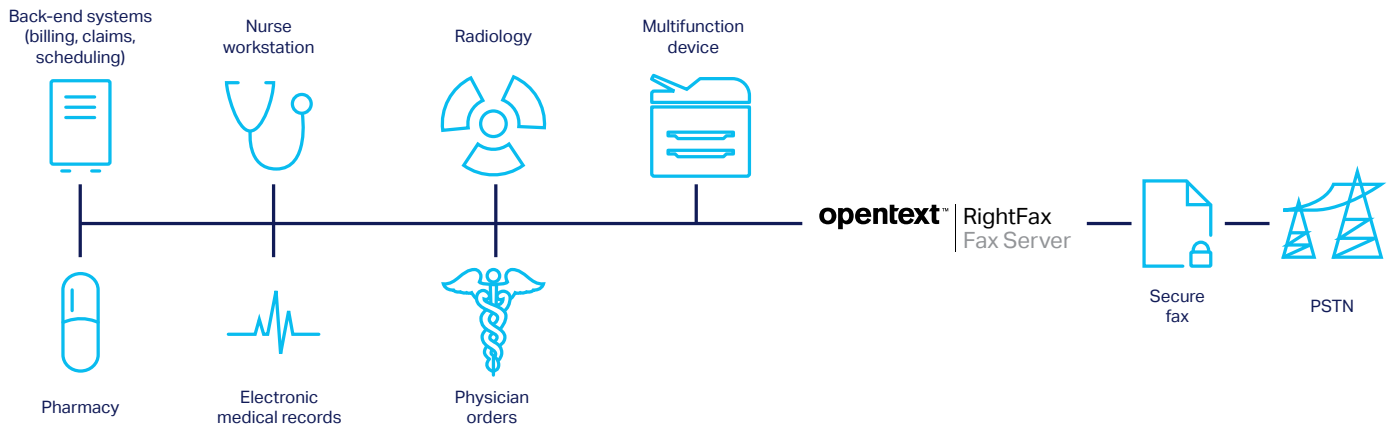 Back-end systems
(billing, claims,
scheduling)
Nurse
workstation
Radiology
Multifunction
device
opentext™
RightFax
Fax Server
Secure
fax
PSTN
Pharmacy
Electronic
medical records
Physician
orders